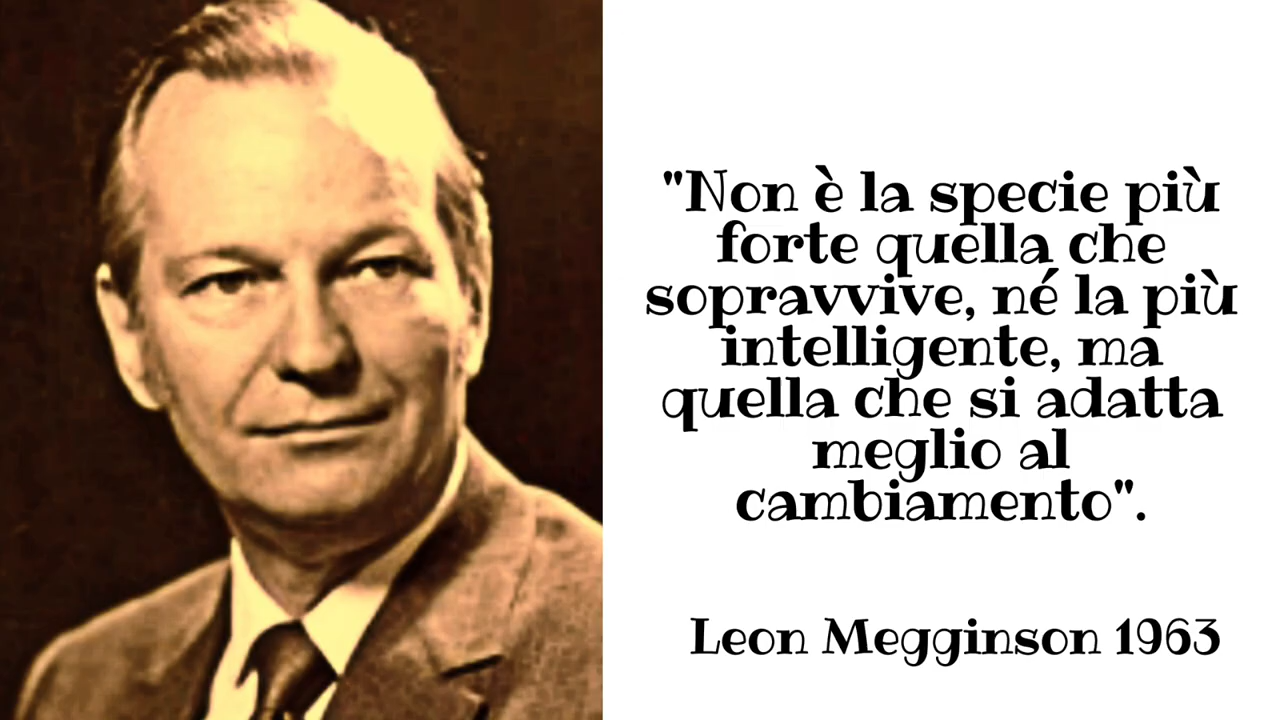 "Non è la specie più
forte quella che
sopravvive, né la più
intelligente, ma
quella che si adatta
meglio al
cambiamento".
Leon Megginson 1963